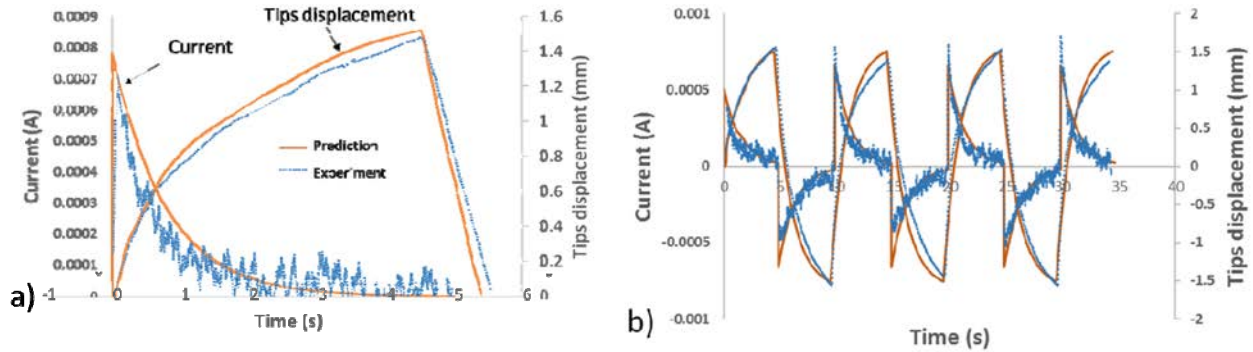 0.0009
0.0008
0.0007
0.0006
0.0005
0.0004
0.0003
0.0002
0.0001
0
Current (A)
1.6
1.4
1.2
1
0.8
0.6
0.4
0.2
0
Tips displacement (mm)
Tips displacement
Current
Prediction
Experiment
-1 0 1 2 3 4 5 6
Time (s)
a)
0.001
0.0005
0
-0.0005
-0.001
Current (A)
2
1.5
1
0.5
0
-0.5
-1
-1.5
-2
Tips displacement (mm)
0 5 10 15 20 25 30 35 40
Time (s)
b)